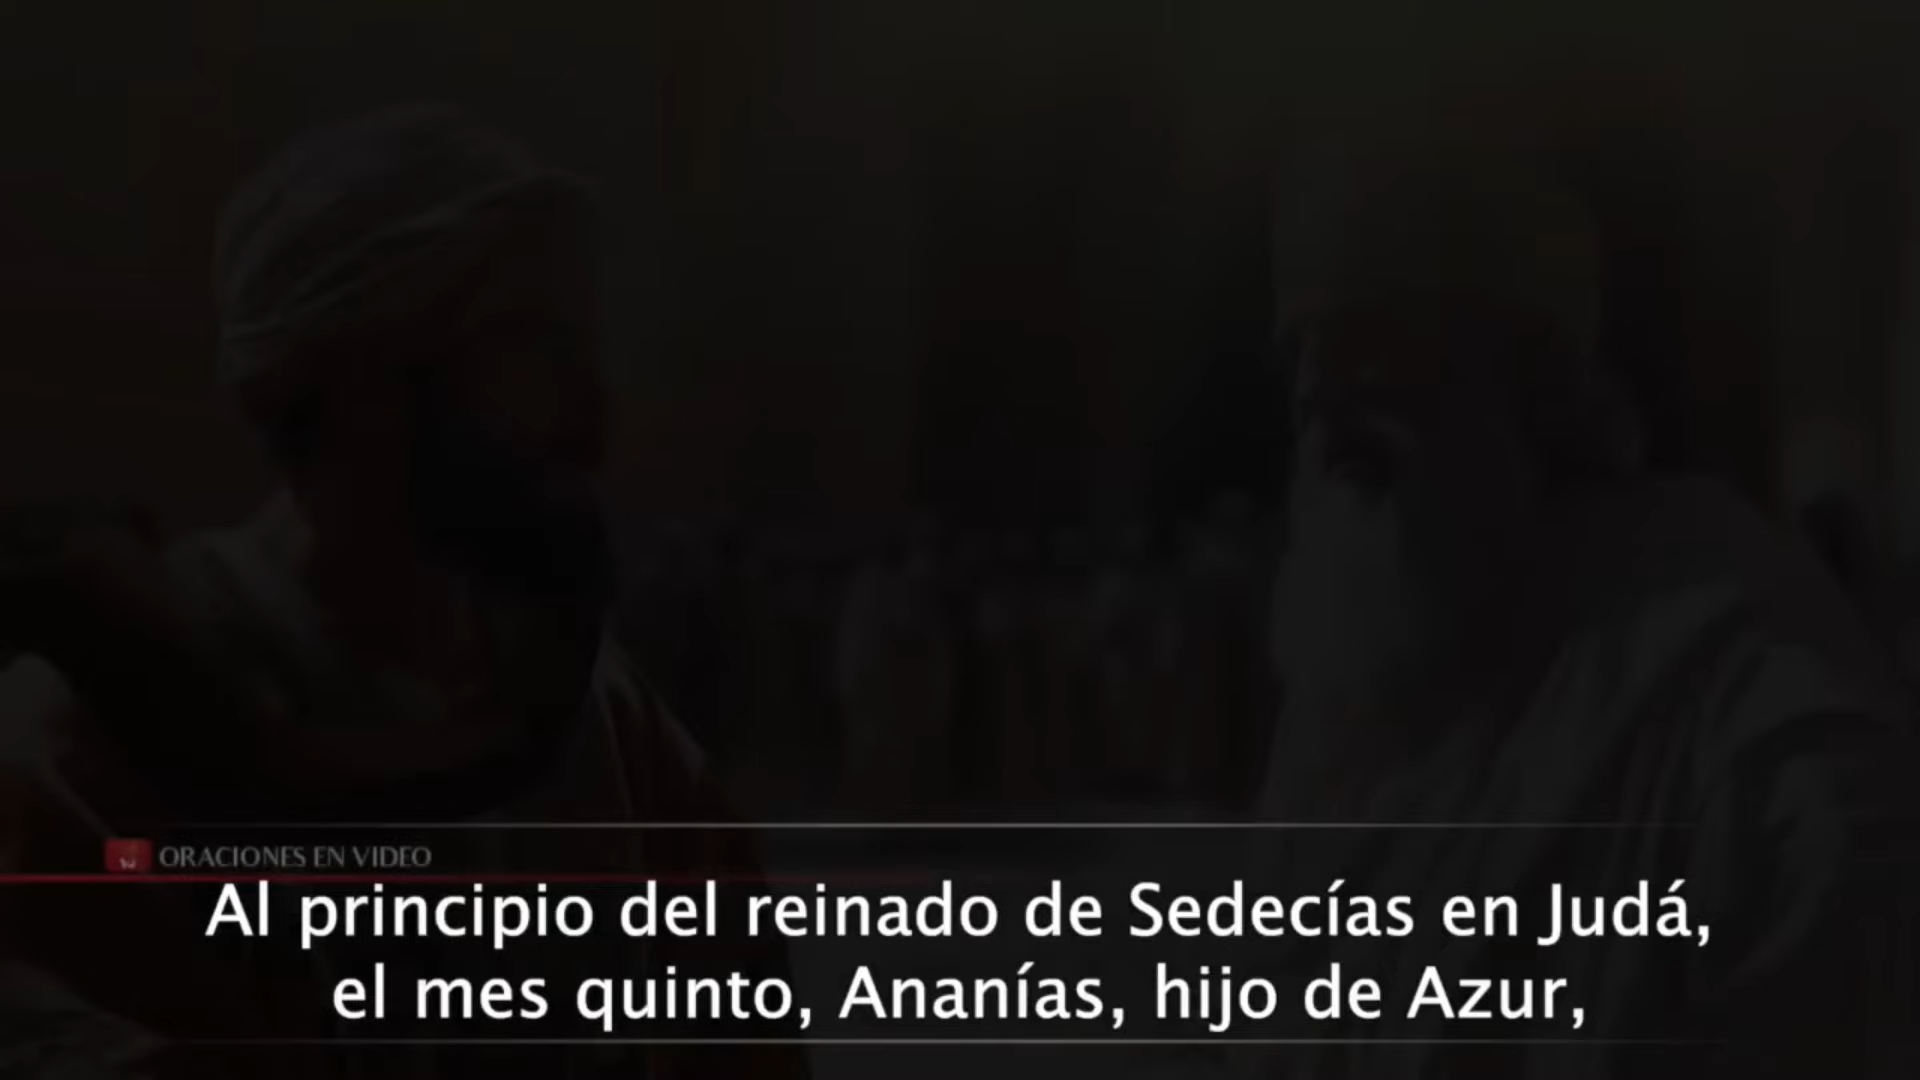 ORACIONES EN VIDEO
Al principio del reinado de Sedecías en Judá,
el mes quinto, Ananías, hijo de Azur,